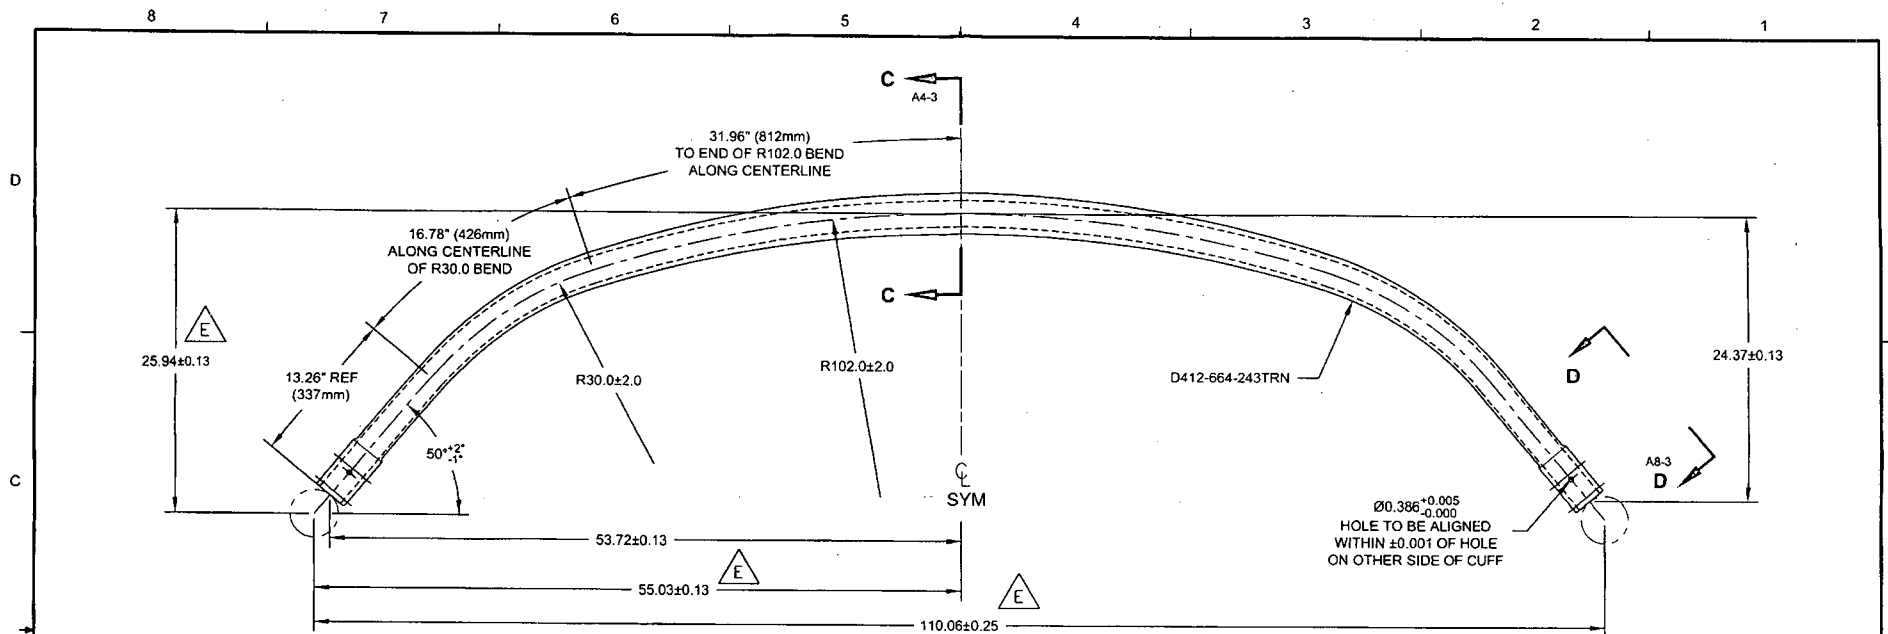 8 7 6 5 4 3 2 1
C
A4-3
31.96" (812mm)
TO END OF R102.0 BEND
ALONG CENTERLINE
D
16.78" (426mm)
ALONG CENTERLINE
OF R30.0 BEND
C
E
25.94±0.13
13.26" REF
(337mm)
R30.0±2.0
R102.0±2.0
D412-664-243TRN
D
24.37±0.13
50°+2°
-1°
C
℄
SYM
A8-3
D
Ø0.386+0.005
-0.000
HOLE TO BE ALIGNED
WITHIN ±0.001 OF HOLE
ON OTHER SIDE OF CUFF
53.72±0.13
E
55.03±0.13
E
110.06±0.25